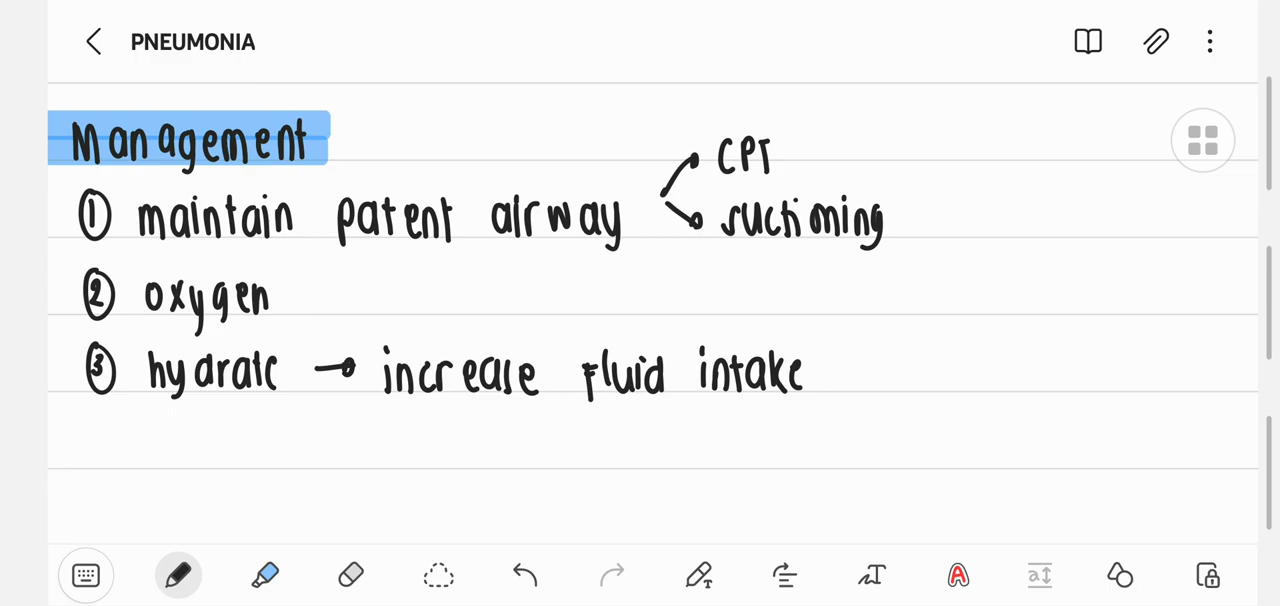 PNEUMONIA
Management
① maintain patent airway
CPT
suctioning
② oxygen
③ hydrate → increase fluid intake